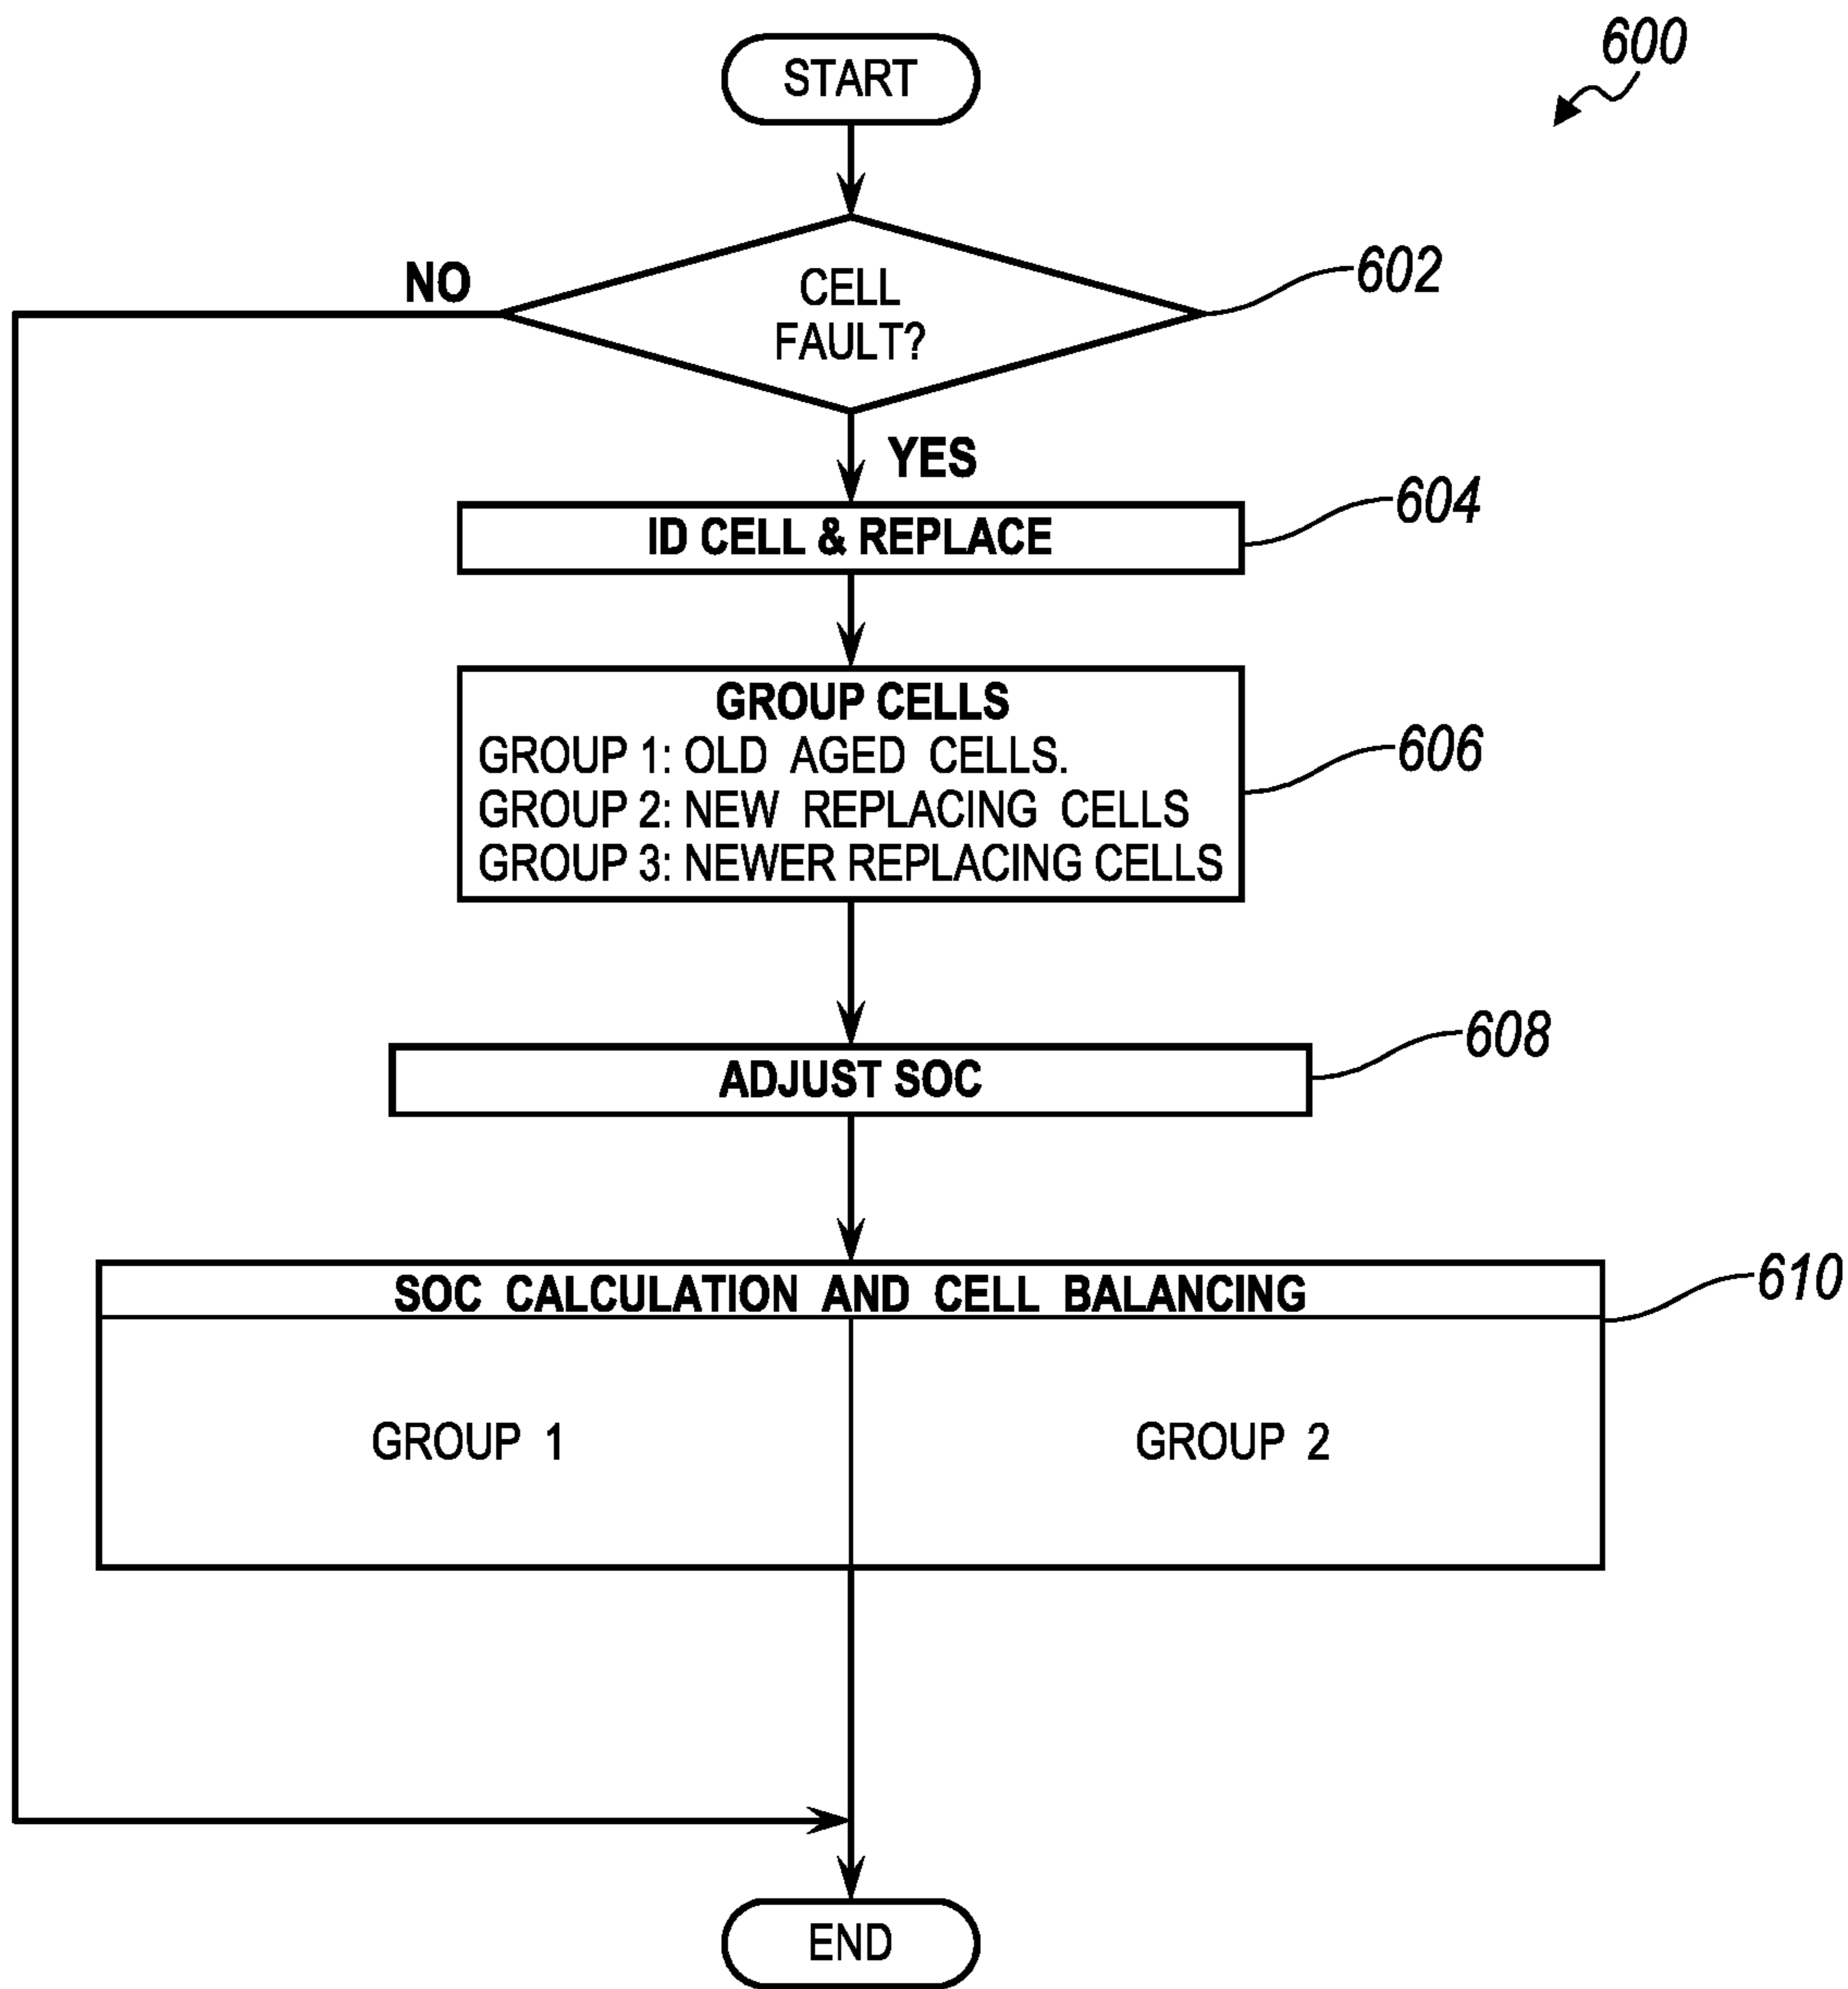 600
START
602
NO
CELL
FAULT?
YES
604
ID CELL & REPLACE
GROUP CELLS
606
GROUP 1: OLD AGED CELLS.
GROUP 2: NEW REPLACING CELLS
GROUP 3: NEWER REPLACING CELLS
608
ADJUST SOC
610
SOC CALCULATION AND CELL BALANCING
GROUP 1
GROUP 2
END